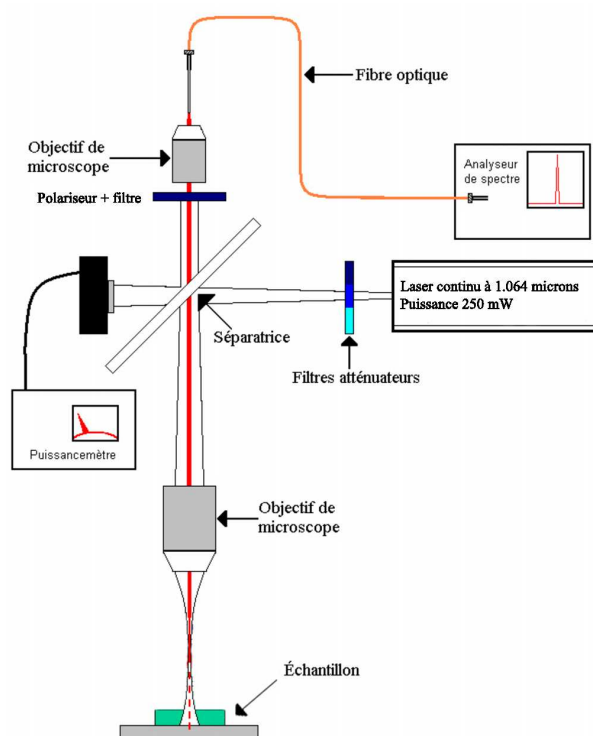 Fibre optique
Objectif de
microscope
Analyseur
de spectre
Polariseur + filtre
Laser continu à 1.064 microns
Puissance 250 mW
Séparatrice
Filtres atténuateurs
Puissancemètre
Objectif de
microscope
Échantillon